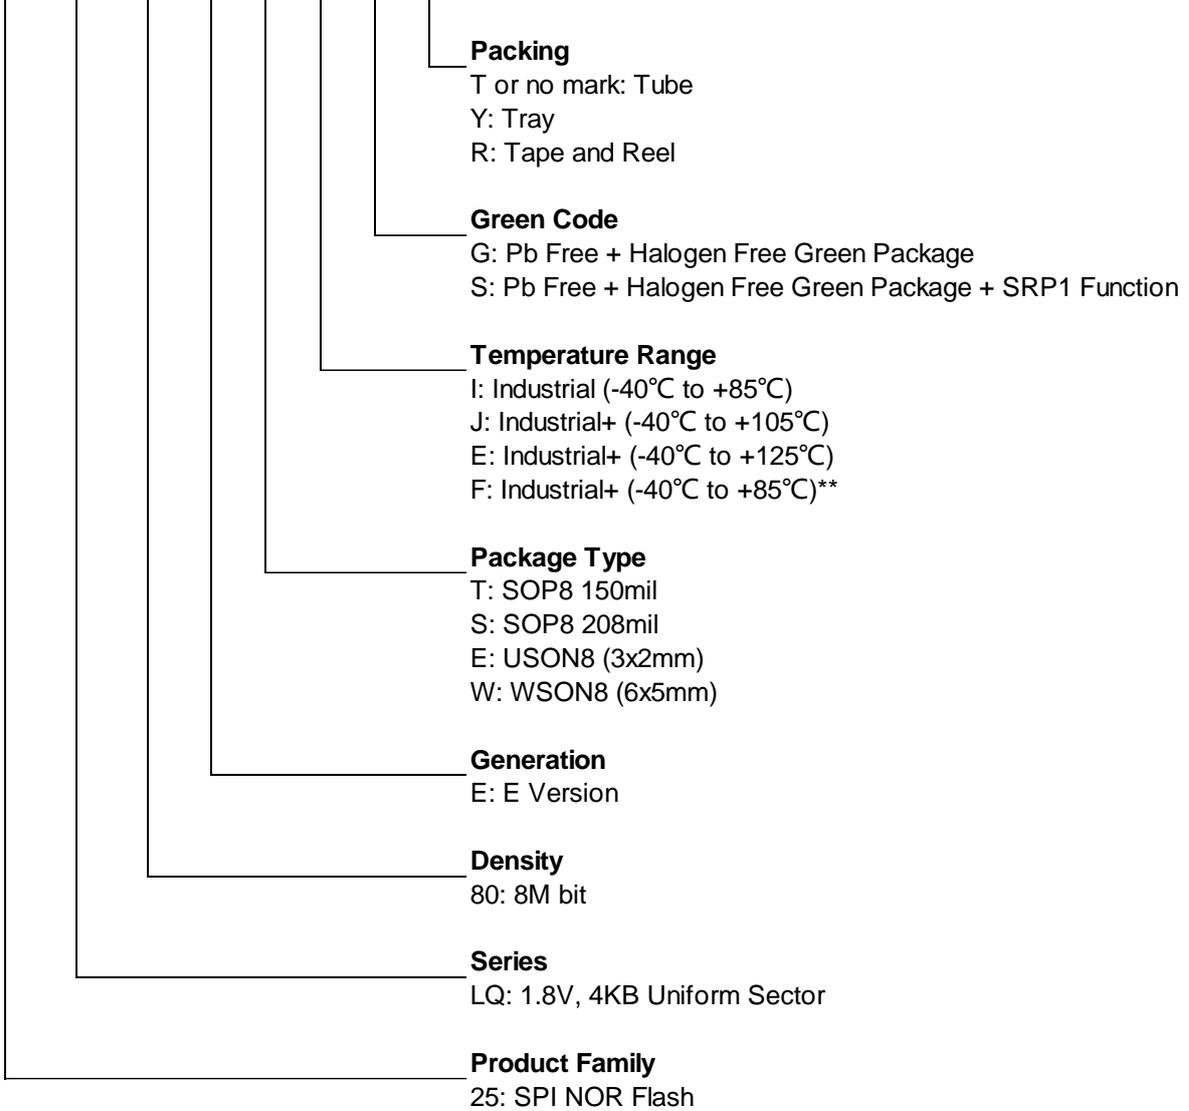 Packing
T or no mark: Tube
Y: Tray
R: Tape and Reel
Green Code
G: Pb Free + Halogen Free Green Package
S: Pb Free + Halogen Free Green Package + SRP1 Function
Temperature Range
I: Industrial (-40℃ to +85℃)
J: Industrial+ (-40℃ to +105℃)
E: Industrial+ (-40℃ to +125℃)
F: Industrial+ (-40℃ to +85℃)**
Package Type
T: SOP8 150mil
S: SOP8 208mil
E: USON8 (3x2mm)
W: WSON8 (6x5mm)
Generation
E: E Version
Density
80: 8M bit
Series
LQ: 1.8V, 4KB Uniform Sector
Product Family
25: SPI NOR Flash